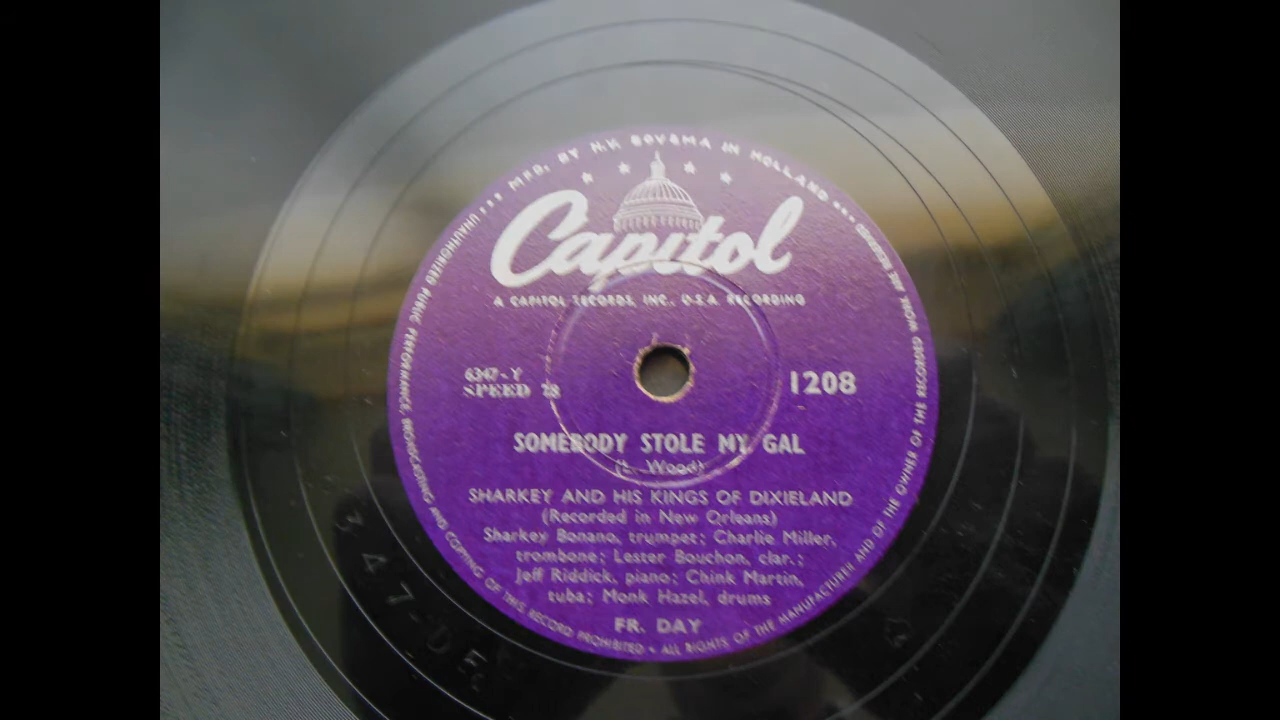 MFD. BY N.V. BOVEMA IN HOLLAND
Capitol
A CAPITOL RECORDS, INC., U.S.A. RECORDING
6347-Y
SPEED 78
1208
SOMEBODY STOLE MY GAL
(L. Wood)
SHARKEY AND HIS KINGS OF DIXIELAND
(Recorded in New Orleans)
Sharkey Bonano, trumpet; Charlie Miller,
trombone; Lester Bouchon, clar.;
Jeff Riddick, piano; Chink Martin,
tuba; Monk Hazel, drums
FR. DAY
UNAUTHORIZED PUBLIC PERFORMANCE, BROADCASTING AND COPYING OF THIS RECORD PROHIBITED • ALL RIGHTS OF THE MANUFACTURER AND OF THE OWNER OF THE RECORDED WORK ARE RESERVED